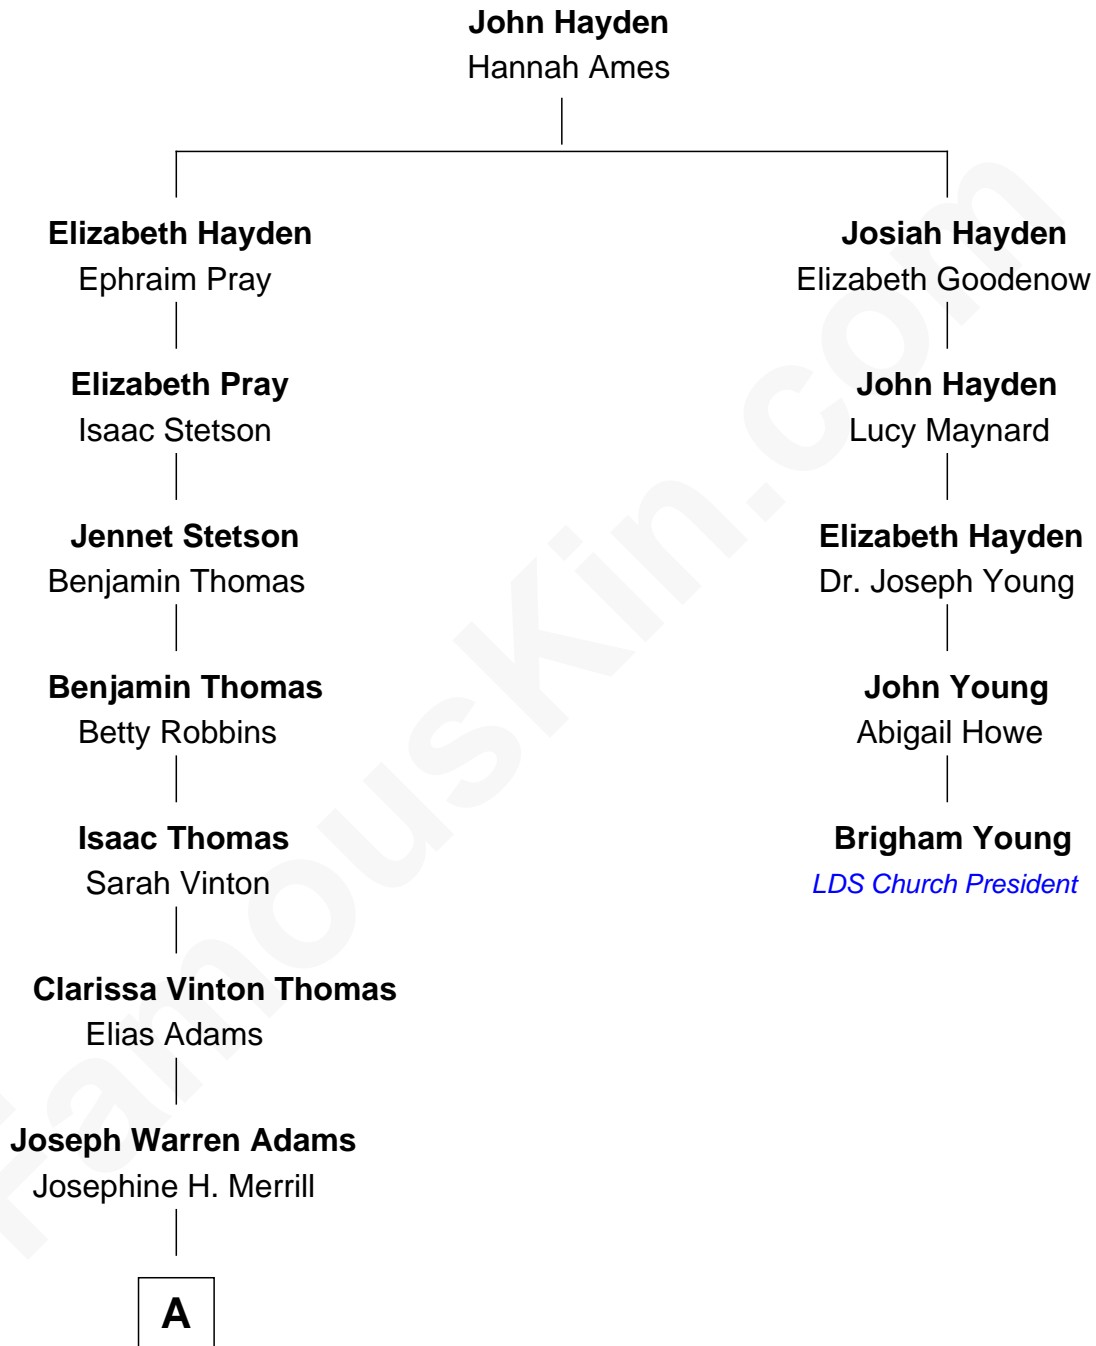 John Hayden
Hannah Ames
Elizabeth Hayden
Ephraim Pray
Josiah Hayden
Elizabeth Goodenow
Elizabeth Pray
Isaac Stetson
John Hayden
Lucy Maynard
Jennet Stetson
Benjamin Thomas
Elizabeth Hayden
Dr. Joseph Young
Benjamin Thomas
Betty Robbins
John Young
Abigail Howe
Isaac Thomas
Sarah Vinton
Brigham Young
LDS Church President
Clarissa Vinton Thomas
Elias Adams
Joseph Warren Adams
Josephine H. Merrill
A
FamousKin.com